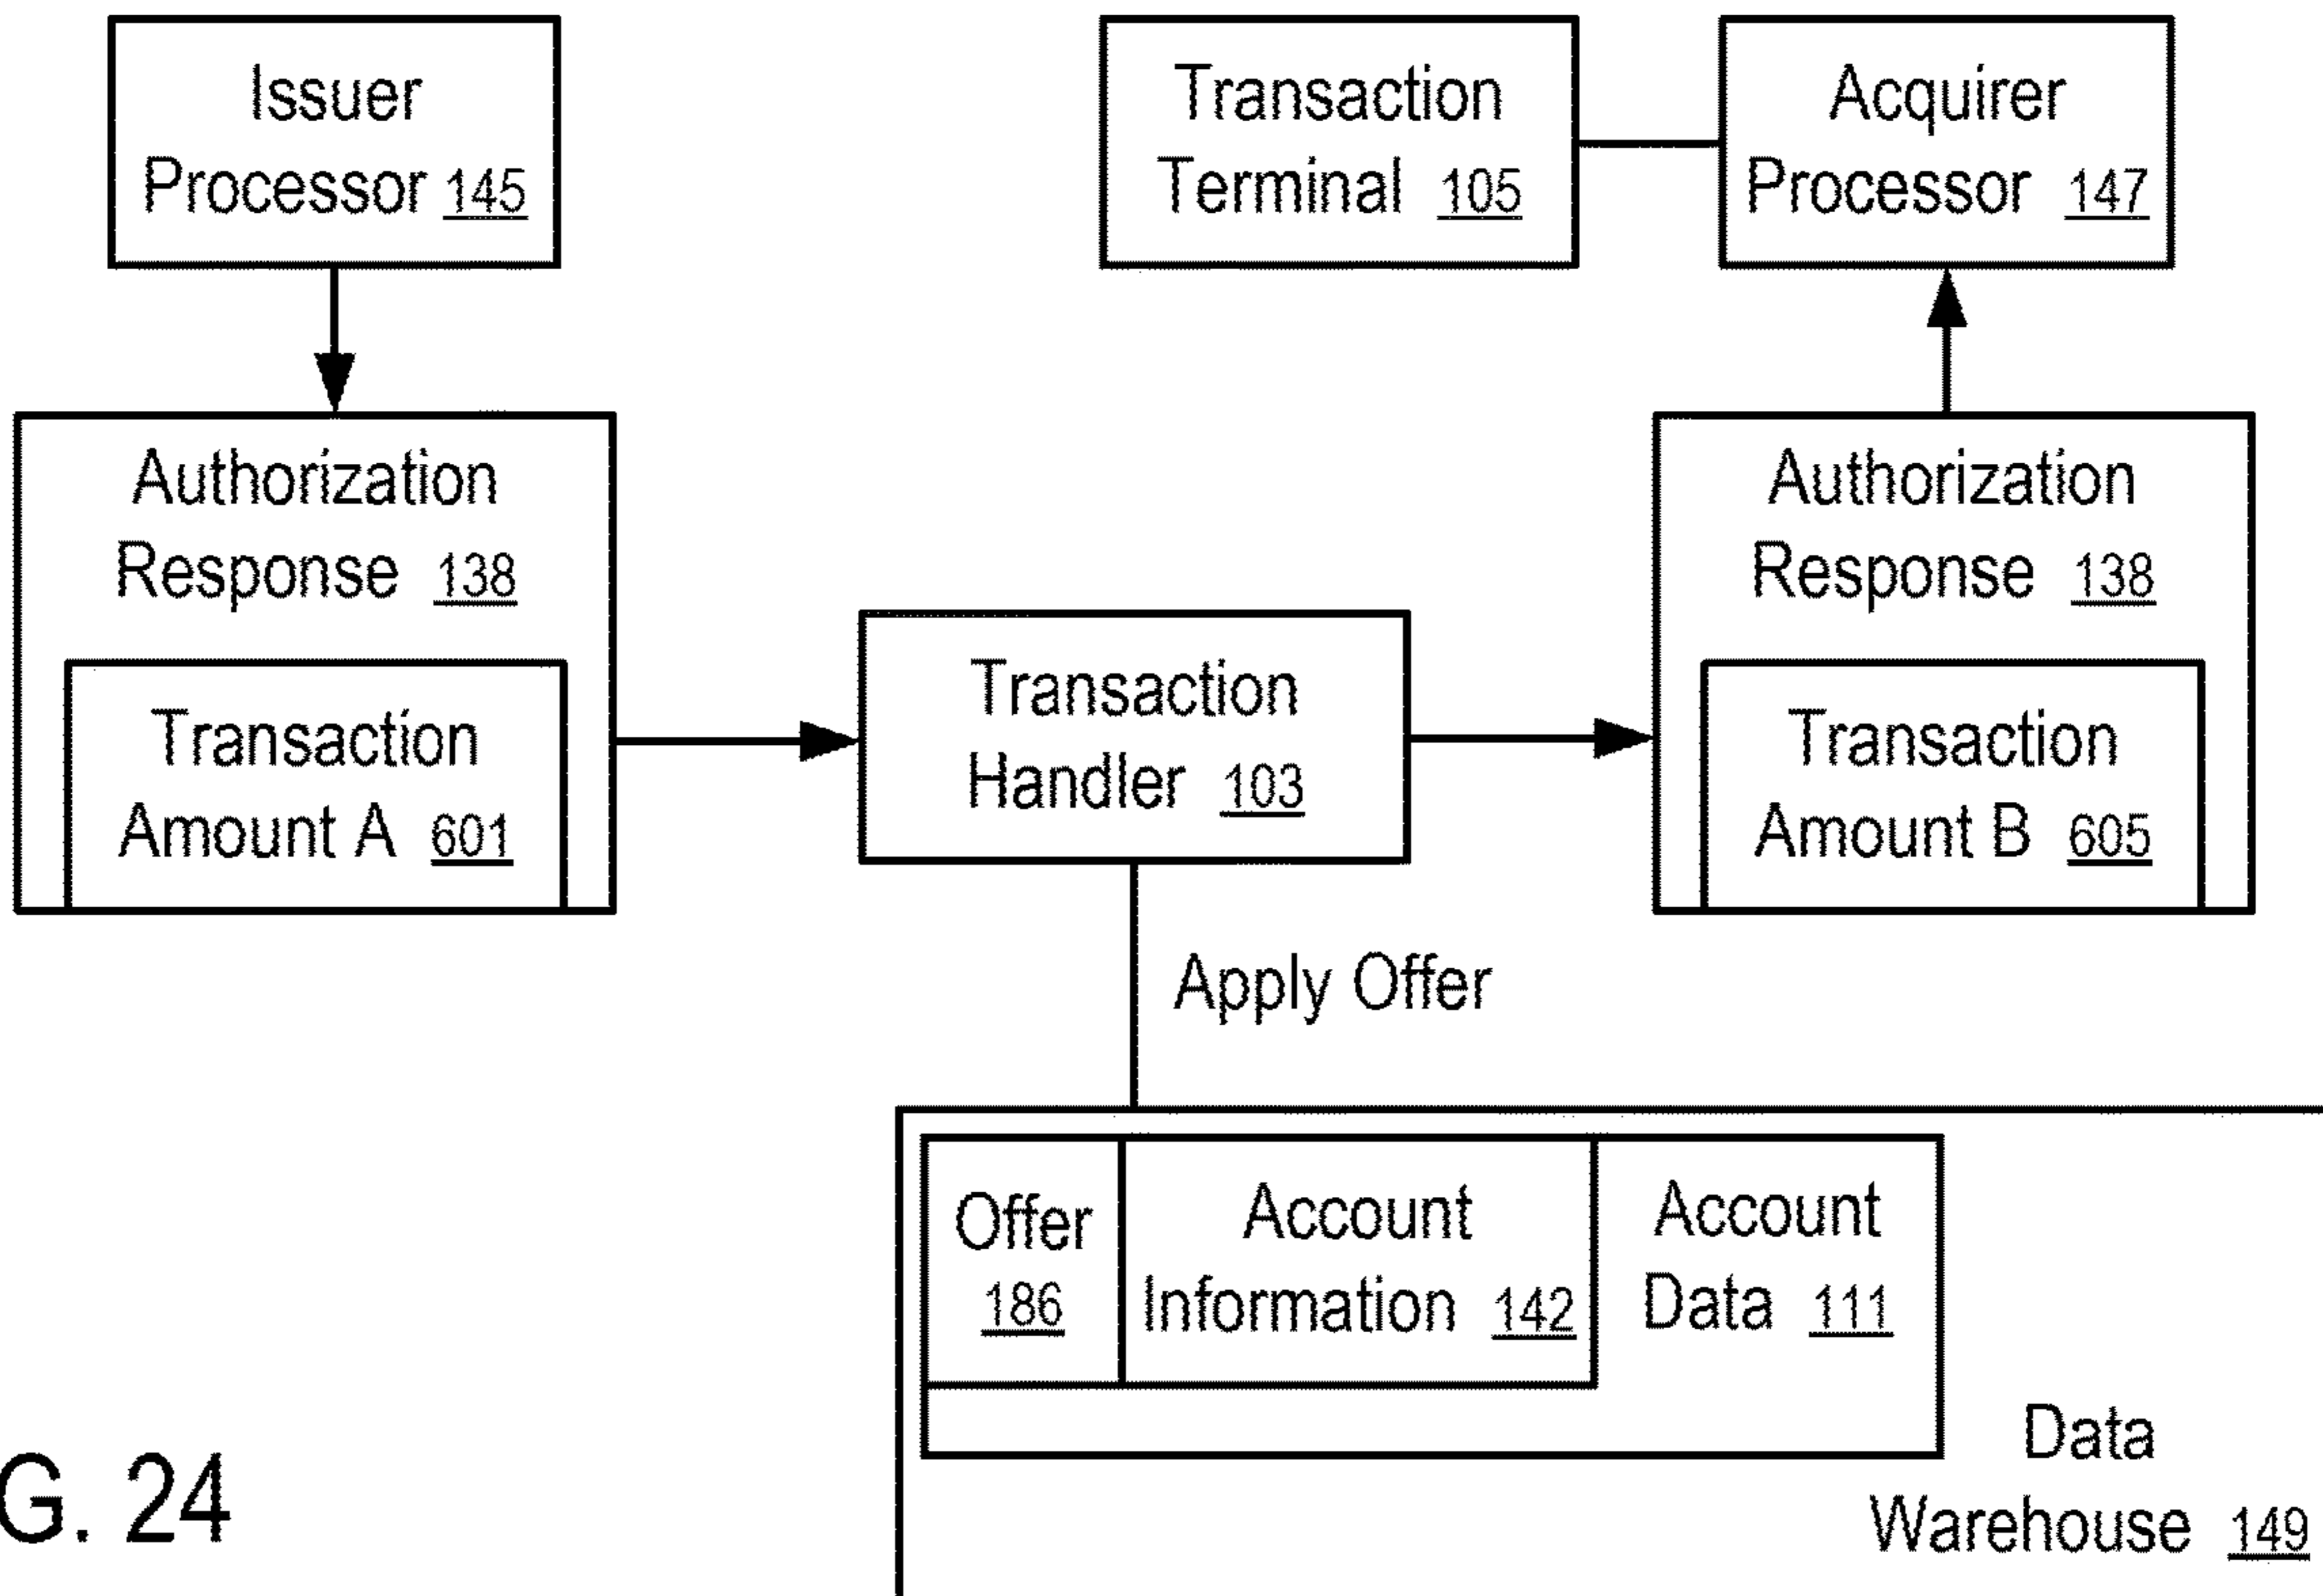 Issuer
Processor 145
Transaction
Terminal 105
Acquirer
Processor 147
Authorization
Response 138
Transaction
Amount A 601
Transaction
Handler 103
Authorization
Response 138
Transaction
Amount B 605
Apply Offer
Offer
186
Account
Information 142
Account
Data 111
Data
Warehouse 149
G. 24